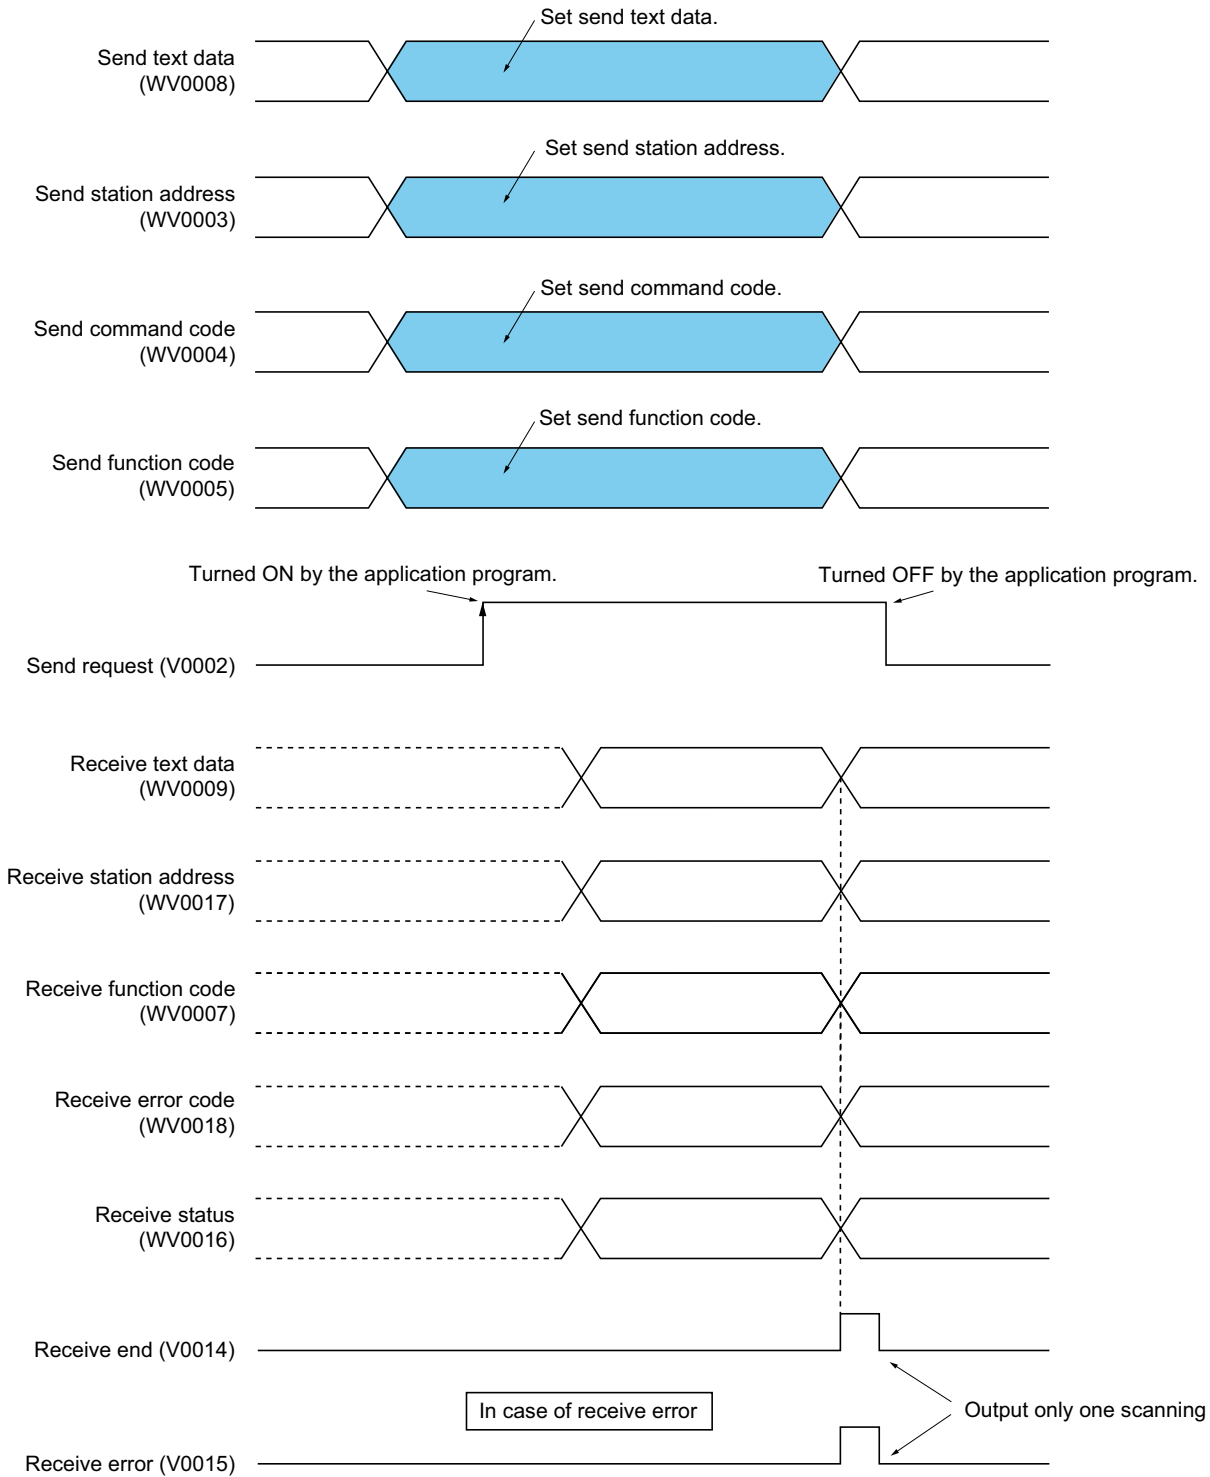 Set send text data.
Send text data
(WV0008)
Set send station address.
Send station address
(WV0003)
Set send command code.
Send command code
(WV0004)
Set send function code.
Send function code
(WV0005)
Turned ON by the application program.
Turned OFF by the application program.
Send request (V0002)
Receive text data
(WV0009)
Receive station address
(WV0017)
Receive function code
(WV0007)
Receive error code
(WV0018)
Receive status
(WV0016)
Receive end (V0014)
In case of receive error
Output only one scanning
Receive error (V0015)